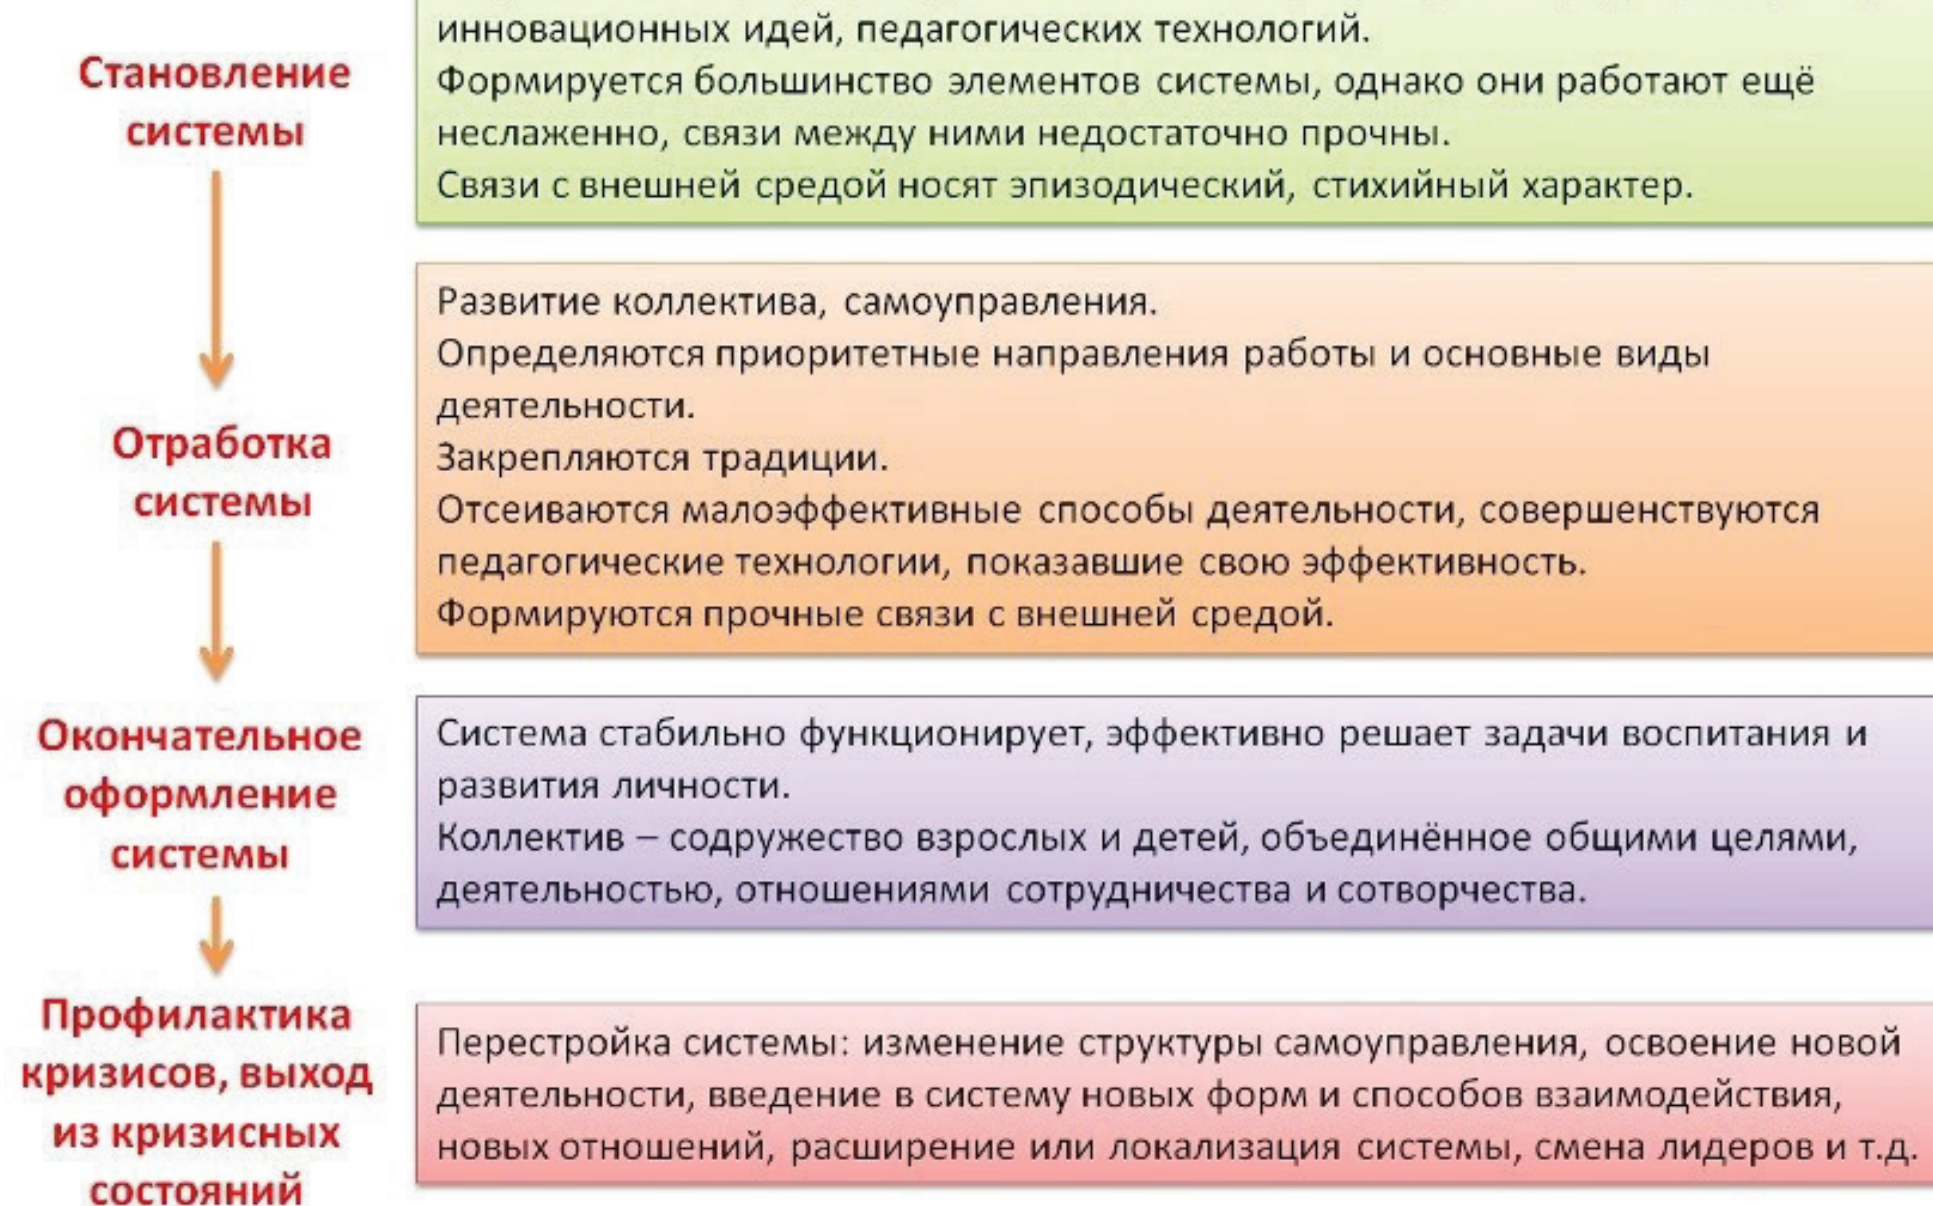 Становление
системы
инновационных идей, педагогических технологий.
Формируется большинство элементов системы, однако они работают ещё
неслаженно, связи между ними недостаточно прочны.
Связи с внешней средой носят эпизодический, стихийный характер.
Отработка
системы
Развитие коллектива, самоуправления.
Определяются приоритетные направления работы и основные виды
деятельности.
Закрепляются традиции.
Отсеиваются малоэффективные способы деятельности, совершенствуются
педагогические технологии, показавшие свою эффективность.
Формируются прочные связи с внешней средой.
Окончательное
оформление
системы
Система стабильно функционирует, эффективно решает задачи воспитания и
развития личности.
Коллектив – содружество взрослых и детей, объединённое общими целями,
деятельностью, отношениями сотрудничества и сотворчества.
Профилактика
кризисов, выход
из кризисных
состояний
Перестройка системы: изменение структуры самоуправления, освоение новой
деятельности, введение в систему новых форм и способов взаимодействия,
новых отношений, расширение или локализация системы, смена лидеров и т.д.